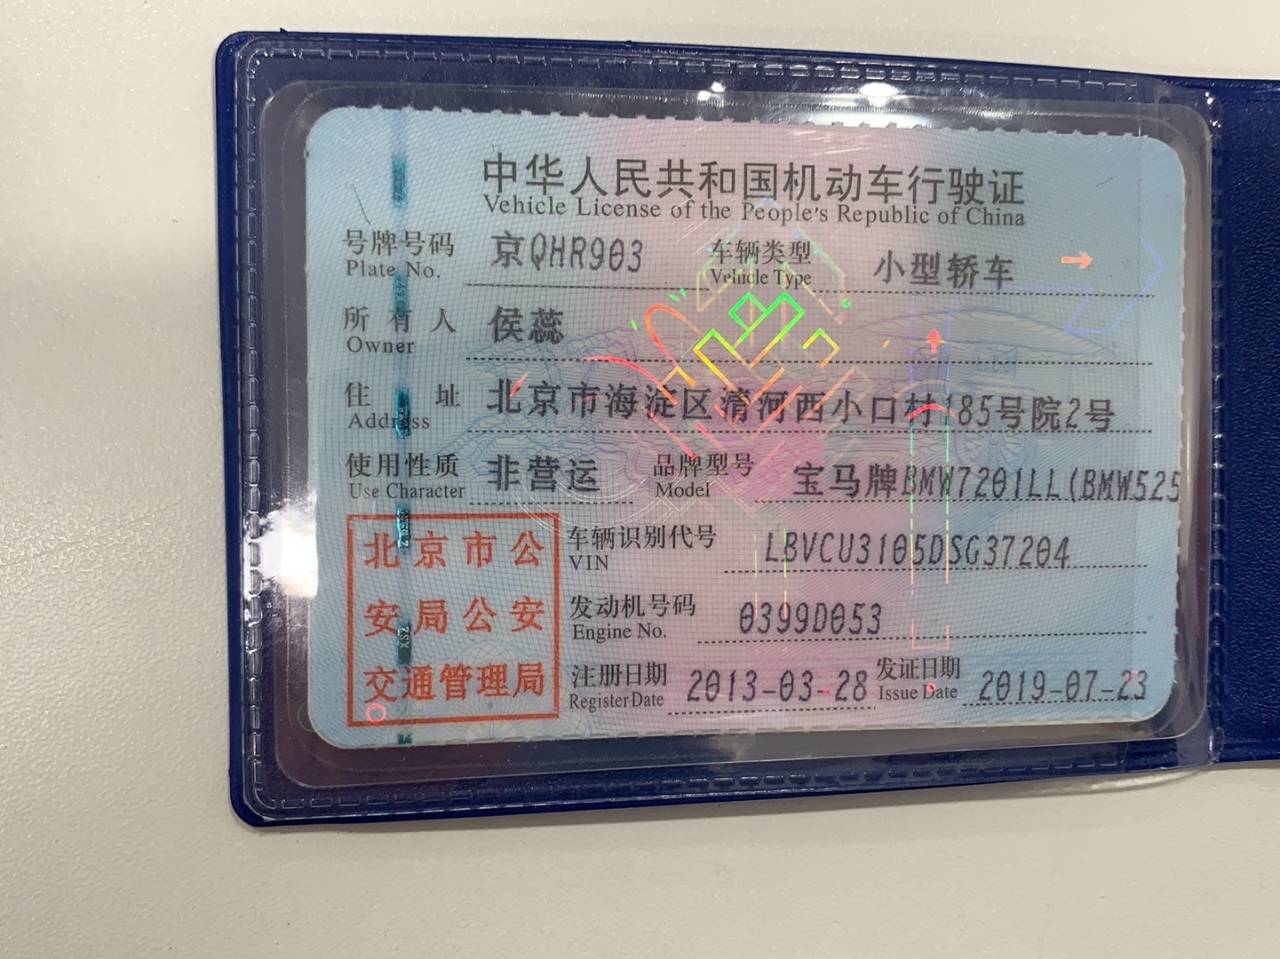 中华人民共和国机动车行驶证
Vehicle License of the People's Republic of China
号牌号码 京QHR903 车辆类型 小型轿车
Plate No. Vehicle Type
所有人 侯蕊
Owner
住址 北京市海淀区清河西小口村185号院2号
Address
使用性质 非营运 品牌型号 宝马牌BMW7201LL(BMW525
Use Character Model
车辆识别代号 LBVCU3105DSG37204
VIN
发动机号码 0399D053
Engine No.
注册日期 2013-03-28 发证日期 2019-07-23
Register Date Issue Date
北京市公
安局公安
交通管理局